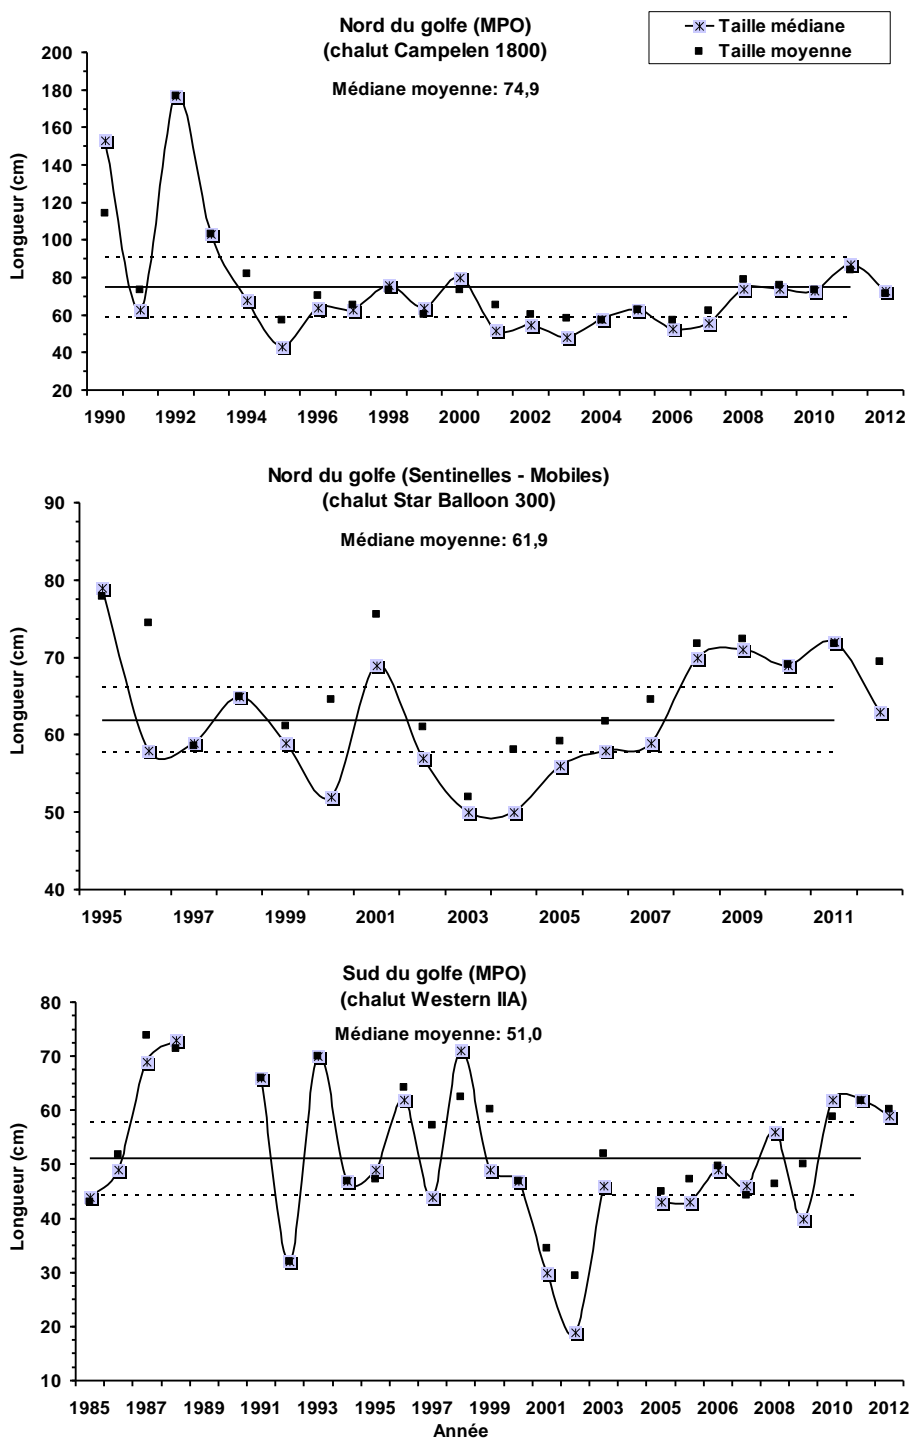 Nord du golfe (MPO)
(chalut Campelen 1800)
Médiane moyenne: 74,9
Taille médiane
Taille moyenne
Longueur (cm)
200
180
160
140
120
100
80
60
40
20
1990 1992 1994 1996 1998 2000 2002 2004 2006 2008 2010 2012
Nord du golfe (Sentinelles - Mobiles)
(chalut Star Balloon 300)
Médiane moyenne: 61,9
Longueur (cm)
90
80
70
60
50
40
1995 1997 1999 2001 2003 2005 2007 2009 2011
Sud du golfe (MPO)
(chalut Western IIA)
Médiane moyenne: 51,0
Longueur (cm)
80
70
60
50
40
30
20
10
1985 1987 1989 1991 1993 1995 1997 1999 2001 2003 2005 2006 2008 2010 2012
Année